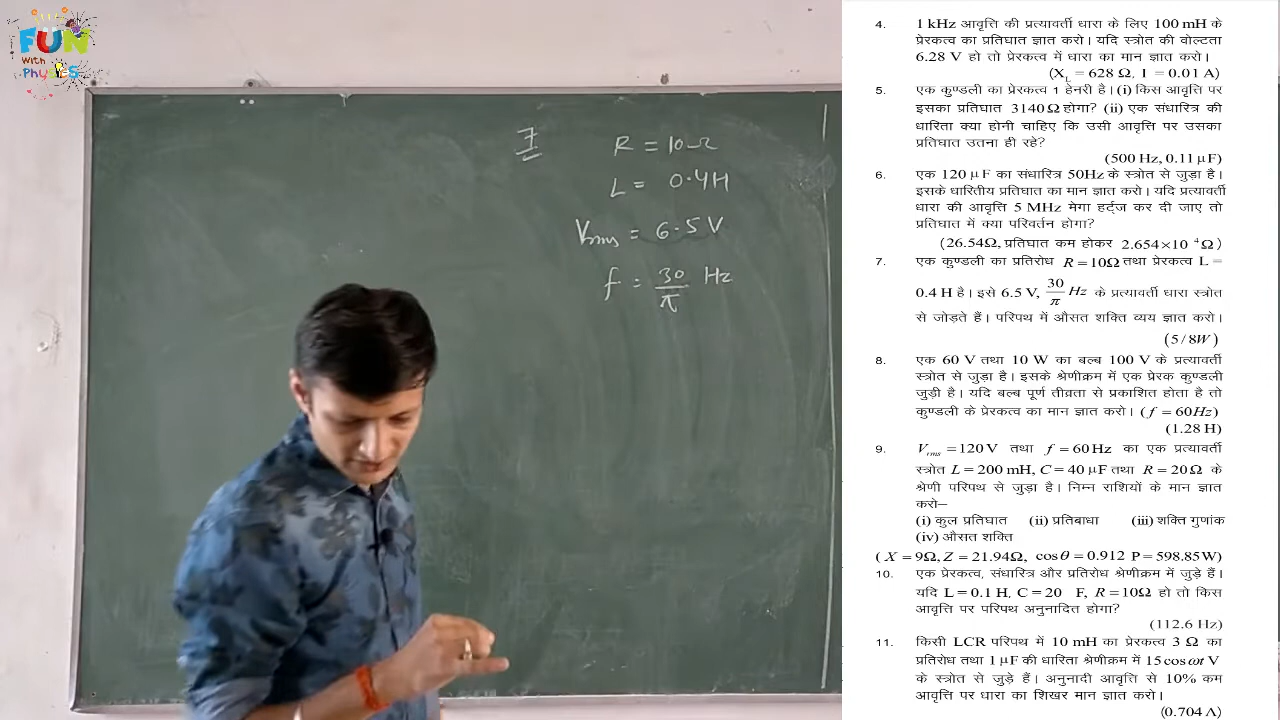 FUN
With
Physics
7
R = 10Ω
L = 0.4H
Vrms = 6.5 V
f = 30/π Hz
4. 1 kHz आवृत्ति की प्रत्यावर्ती धारा के लिए 100 mH के
प्रेरकत्व का प्रतिघात ज्ञात करो। यदि स्त्रोत की वोल्टता
6.28 V हो तो प्रेरकत्व में धारा का मान ज्ञात करो।
(X_L = 628 Ω, I = 0.01 A)
5. एक कुण्डली का प्रेरकत्व 1 हेनरी है। (i) किस आवृत्ति पर
इसका प्रतिघात 3140 Ω होगा? (ii) एक संधारित्र की
धारिता क्या होनी चाहिए कि उसी आवृत्ति पर उसका
प्रतिघात उतना ही रहे?
(500 Hz, 0.11 μF)
6. एक 120 μF का संधारित्र 50Hz के स्त्रोत से जुड़ा है।
इसके धारितीय प्रतिघात का मान ज्ञात करो। यदि प्रत्यावर्ती
धारा की आवृत्ति 5 MHz मेगा हर्ट्ज कर दी जाए तो
प्रतिघात में क्या परिवर्तन होगा?
(26.54Ω, प्रतिघात कम होकर 2.654×10⁻⁴Ω)
7. एक कुण्डली का प्रतिरोध R = 10Ω तथा प्रेरकत्व L =
0.4 H है। इसे 6.5 V, 30/π Hz के प्रत्यावर्ती धारा स्त्रोत
से जोड़ते हैं। परिपथ में औसत शक्ति व्यय ज्ञात करो।
(5/8W)
8. एक 60 V तथा 10 W का बल्ब 100 V के प्रत्यावर्ती
स्त्रोत से जुड़ा है। इसके श्रेणीक्रम में एक प्रेरक कुण्डली
जुड़ी है। यदि बल्ब पूर्ण तीव्रता से प्रकाशित होता है तो
कुण्डली के प्रेरकत्व का मान ज्ञात करो। (f = 60Hz)
(1.28 H)
9. Vrms = 120 V तथा f = 60 Hz का एक प्रत्यावर्ती
स्त्रोत L = 200 mH, C = 40 μF तथा R = 20 Ω के
श्रेणी परिपथ से जुड़ा है। निम्न राशियों के मान ज्ञात
करो–
(i) कुल प्रतिघात (ii) प्रतिबाधा (iii) शक्ति गुणांक
(iv) औसत शक्ति
( X = 9Ω, Z = 21.94Ω, cosθ = 0.912 P = 598.85W)
10. एक प्रेरकत्व, संधारित्र और प्रतिरोध श्रेणीक्रम में जुड़े हैं।
यदि L = 0.1 H, C = 20 F, R = 10Ω हो तो किस
आवृत्ति पर परिपथ अनुनादित होगा?
(112.6 Hz)
11. किसी LCR परिपथ में 10 mH का प्रेरकत्व 3 Ω का
प्रतिरोध तथा 1 μF की धारिता श्रेणीक्रम में 15 cos ωt V
के स्त्रोत से जुड़े हैं। अनुनादी आवृत्ति से 10% कम
आवृत्ति पर धारा का शिखर मान ज्ञात करो।
(0.704 A)